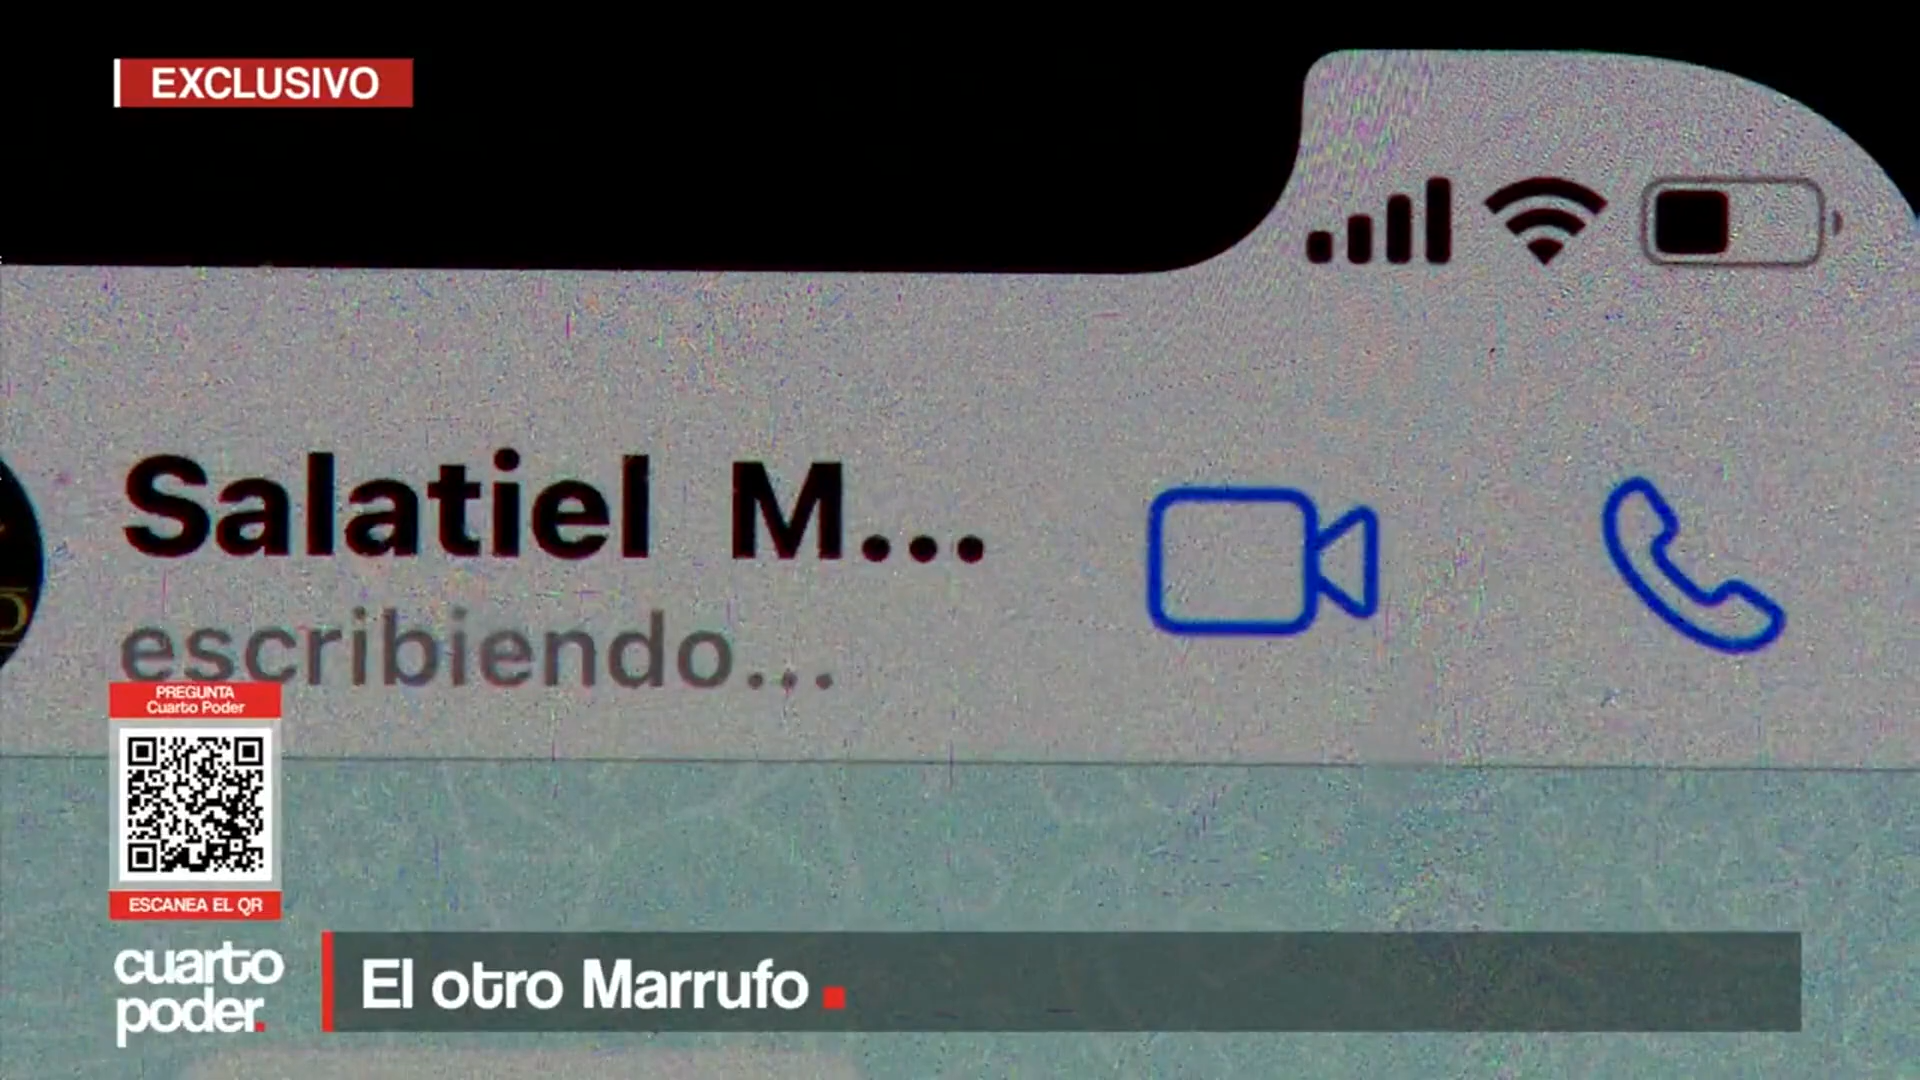 EXCLUSIVO
Salatiel M...
escribiendo...
PREGUNTA
Cuarto Poder
ESCANEA EL QR
cuarto
poder.
El otro Marrufo